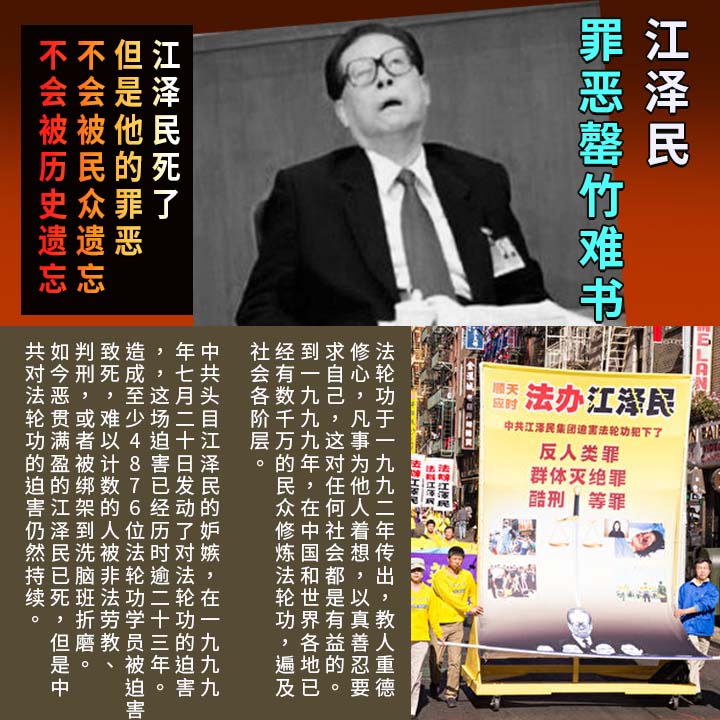 江泽民
罪恶罄竹难书
江泽民死了
但是他的罪恶
不会被民众遗忘
不会被历史遗忘
法轮功于一九九二年传出，教人重德
修心，凡事为他人着想，以真善忍要
求自己，这对任何社会都是有益的。
到一九九九年，在中国和世界各地已
经有数千万的民众修炼法轮功，遍及
社会各阶层。
中共头目江泽民的妒嫉，在一九九九
年七月二十日发动了对法轮功的迫害
，这场迫害已经历时逾二十三年。
造成至少4876位法轮功学员被迫害
致死，难以计数的人被非法劳教、
判刑，或者被绑架到洗脑班折磨。
如今恶贯满盈的江泽民已死，但是中
共对法轮功的迫害仍然持续。
顺天
应时
法办江泽民
中共江泽民集团迫害法轮功犯下了
反人类罪
群体灭绝罪
酷刑 等罪
法办江泽民
法办江泽民